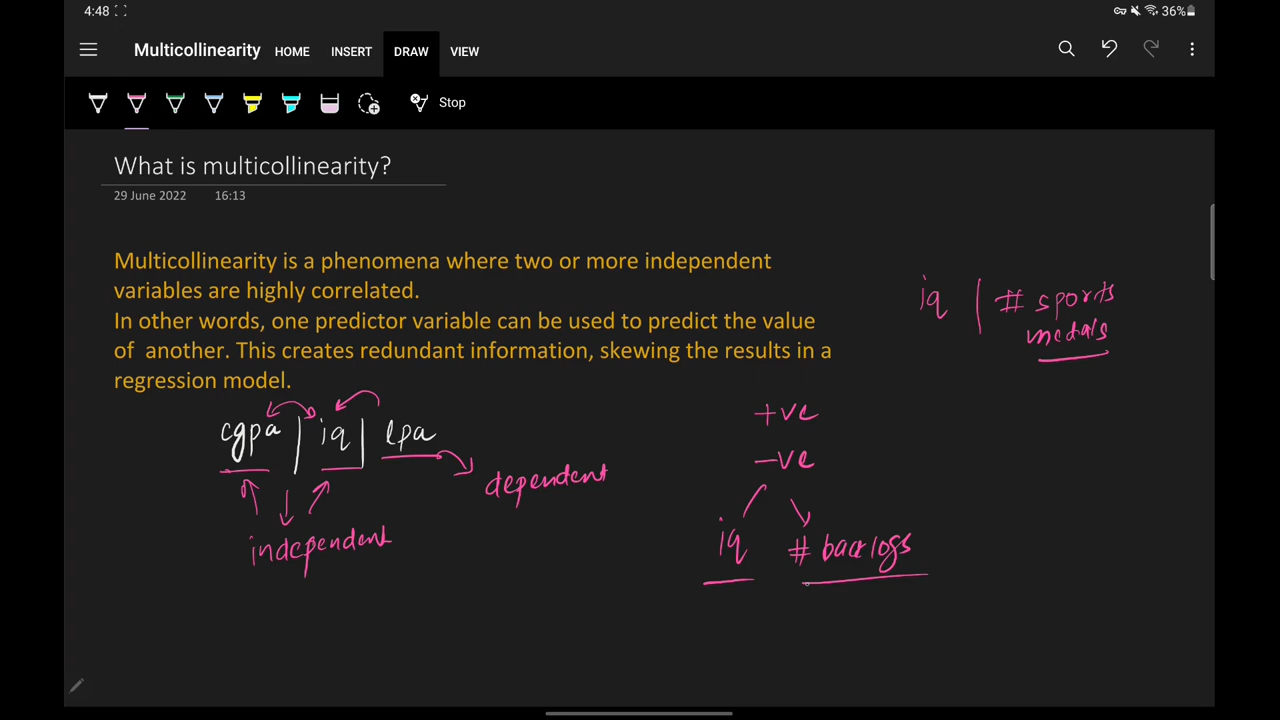 4:48
36%
Multicollinearity HOME INSERT DRAW VIEW
Stop
What is multicollinearity?
29 June 2022 16:13
Multicollinearity is a phenomena where two or more independent
variables are highly correlated.
In other words, one predictor variable can be used to predict the value
of another. This creates redundant information, skewing the results in a
regression model.
iq | # sports
medals
cgpa | iq | lpa
dependent
independent
+ve
-ve
iq # backlogs